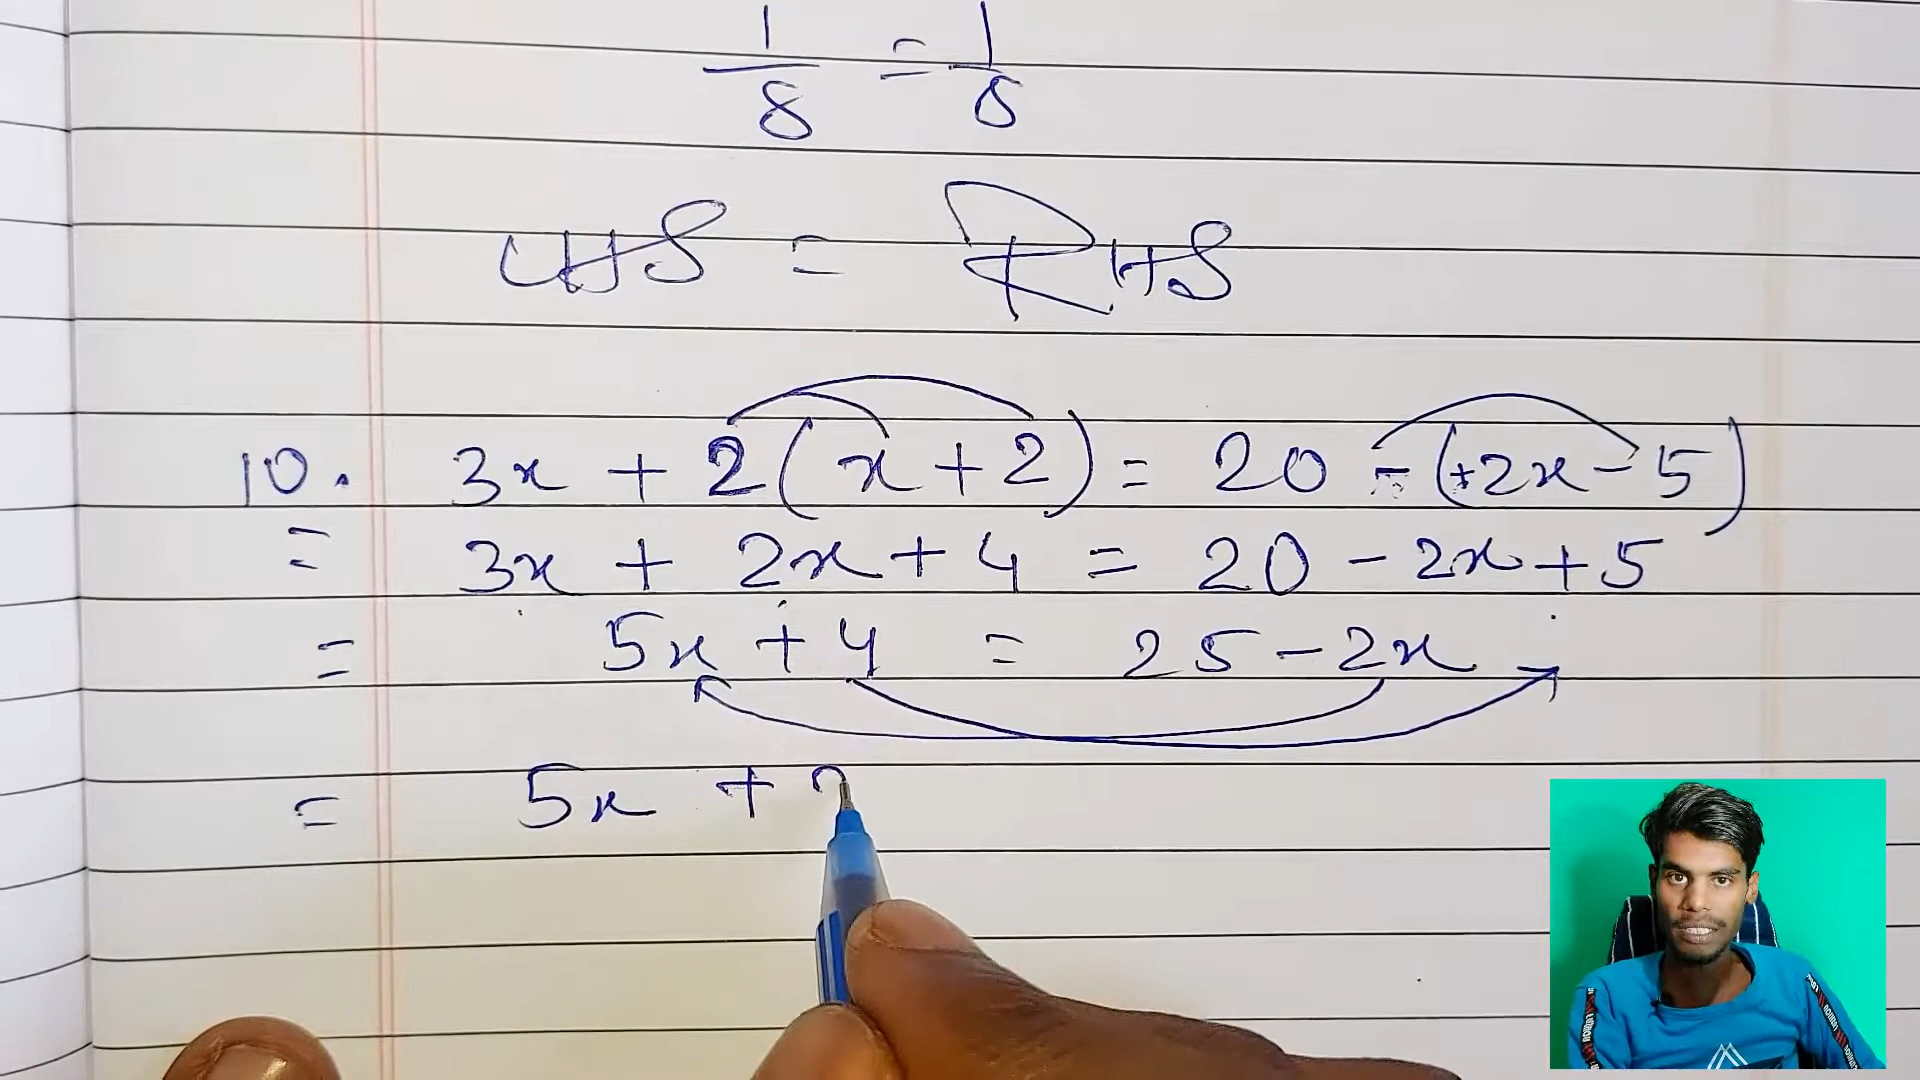 1/8 = 1/8
LHS = RHS
10. 3x + 2(x + 2) = 20 - (+2x - 5)
= 3x + 2x + 4 = 20 - 2x + 5
= 5x + 4 = 25 - 2x
= 5x +